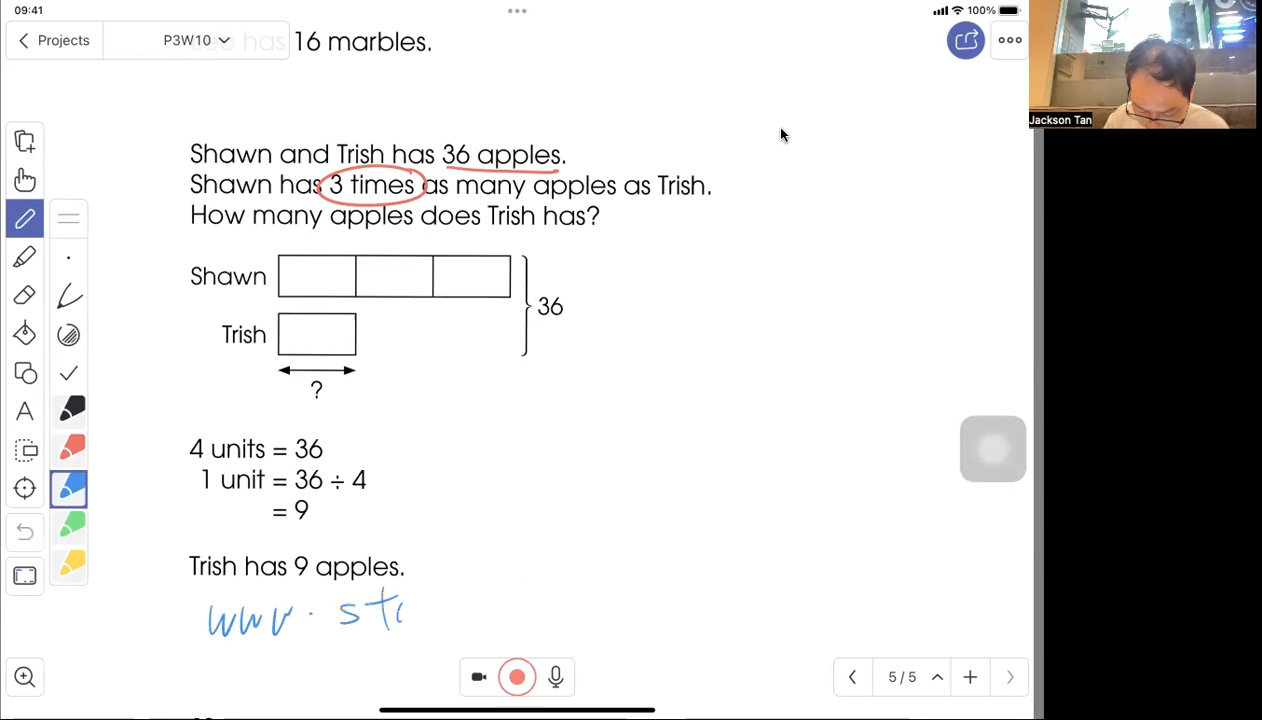 09:41
100%
Projects
P3W10
16 marbles.
Jackson Tan
Shawn and Trish has 36 apples.
Shawn has 3 times as many apples as Trish.
How many apples does Trish has?
Shawn
36
Trish
?
4 units = 36
1 unit = 36 ÷ 4
= 9
Trish has 9 apples.
www. st
A
5/5